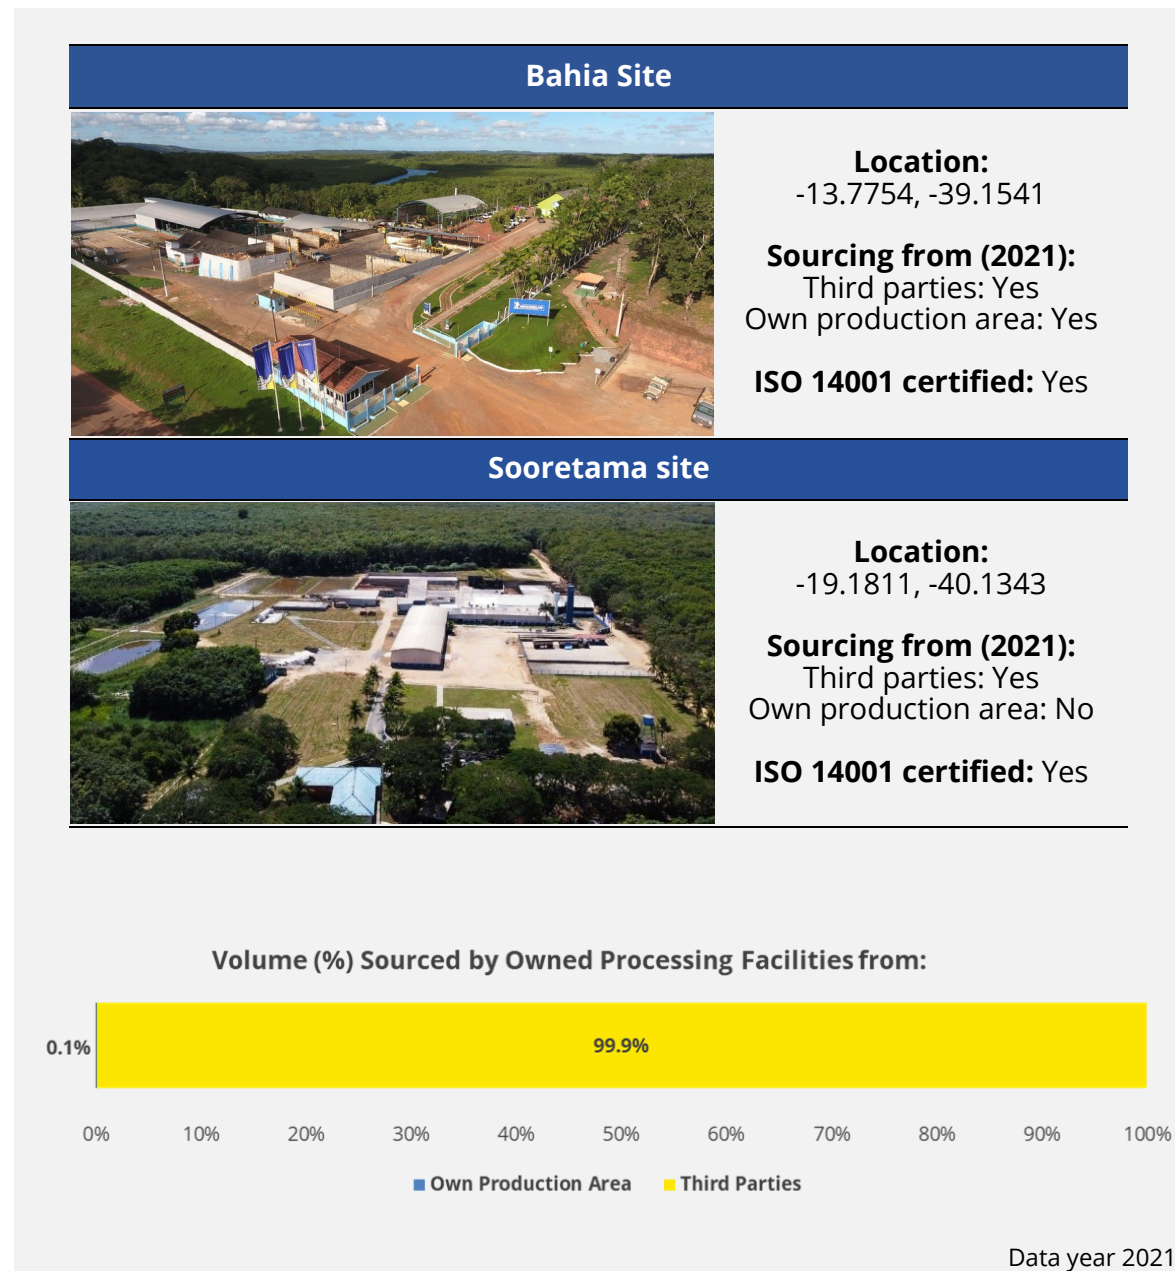 Bahia Site
Location:
-13.7754, -39.1541
Sourcing from (2021):
Third parties: Yes
Own production area: Yes
ISO 14001 certified: Yes
Sooretama site
Location:
-19.1811, -40.1343
Sourcing from (2021):
Third parties: Yes
Own production area: No
ISO 14001 certified: Yes
Volume (%) Sourced by Owned Processing Facilities from:
0.1%
99.9%
0% 10% 20% 30% 40% 50% 60% 70% 80% 90% 100%
Own Production Area Third Parties
Data year 2021